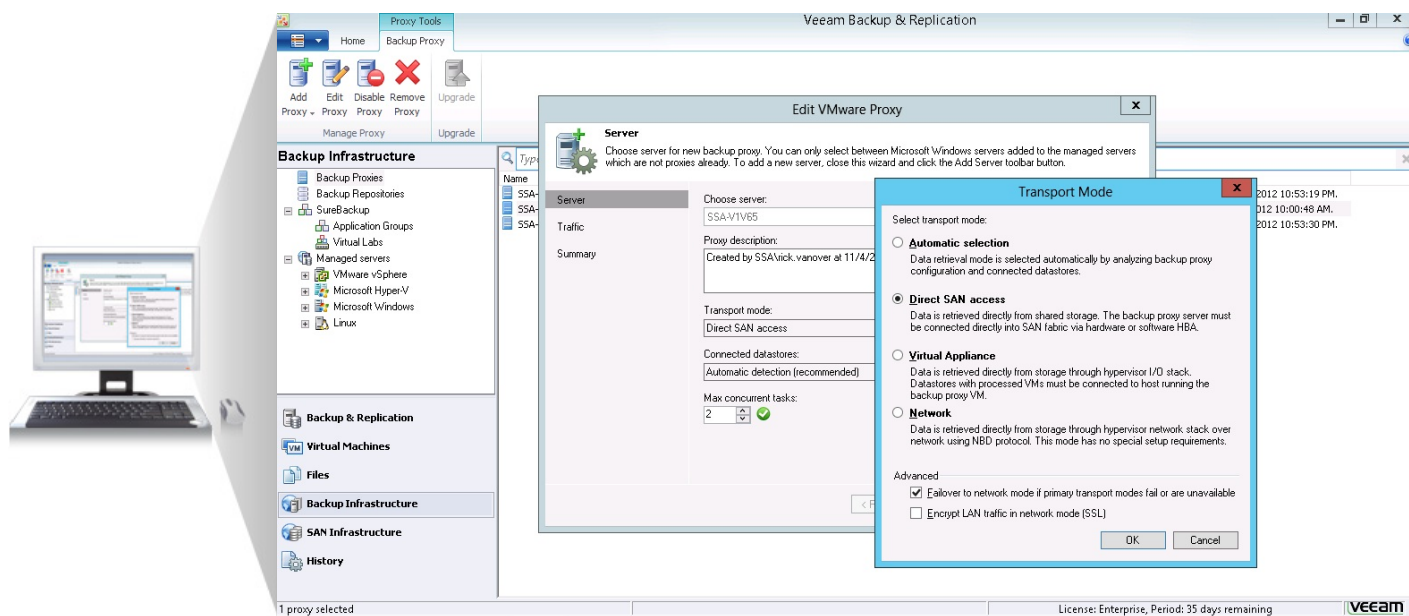 Proxy Tools
Veeam Backup & Replication
Home
Backup Proxy
Add Proxy
Edit Proxy
Disable Proxy
Remove Proxy
Upgrade
Manage Proxy
Upgrade
Backup Infrastructure
Backup Proxies
Backup Repositories
SureBackup
Application Groups
Virtual Labs
Managed servers
VMware vSphere
Microsoft Hyper-V
Microsoft Windows
Linux
Backup & Replication
VM
Virtual Machines
Files
Backup Infrastructure
SAN Infrastructure
History
Name
SSA-
SSA-
SSA-
2012 10:53:19 PM.
2012 10:53:30 PM.
Edit VMware Proxy
Server
Choose server for new backup proxy. You can only select between Microsoft Windows servers added to the managed servers
which are not proxies already. To add a new server, close this wizard and click the Add Server toolbar button.
Server
Traffic
Summary
Choose server:
SSA-V1V65
Proxy description:
Created by SSA\rick.vanover at 11/4/2
Transport mode:
Direct SAN access
Connected datastores:
Automatic detection (recommended)
Max concurrent tasks:
2
Transport Mode
Select transport mode:
Automatic selection
Data retrieval mode is selected automatically by analyzing backup proxy
configuration and connected datastores.
Direct SAN access
Data is retrieved directly from shared storage. The backup proxy server must
be connected directly into SAN fabric via hardware or software HBA.
Virtual Appliance
Data is retrieved directly from storage through hypervisor I/O stack.
Datastores with processed VMs must be connected to host running the
backup proxy VM.
Network
Data is retrieved directly from storage through hypervisor network stack over
network using NBD protocol. This mode has no special setup requirements.
Advanced
Failover to network mode if primary transport modes fail or are unavailable
Encrypt LAN traffic in network mode (SSL)
OK
Cancel
1 proxy selected
License: Enterprise, Period: 35 days remaining
veeam